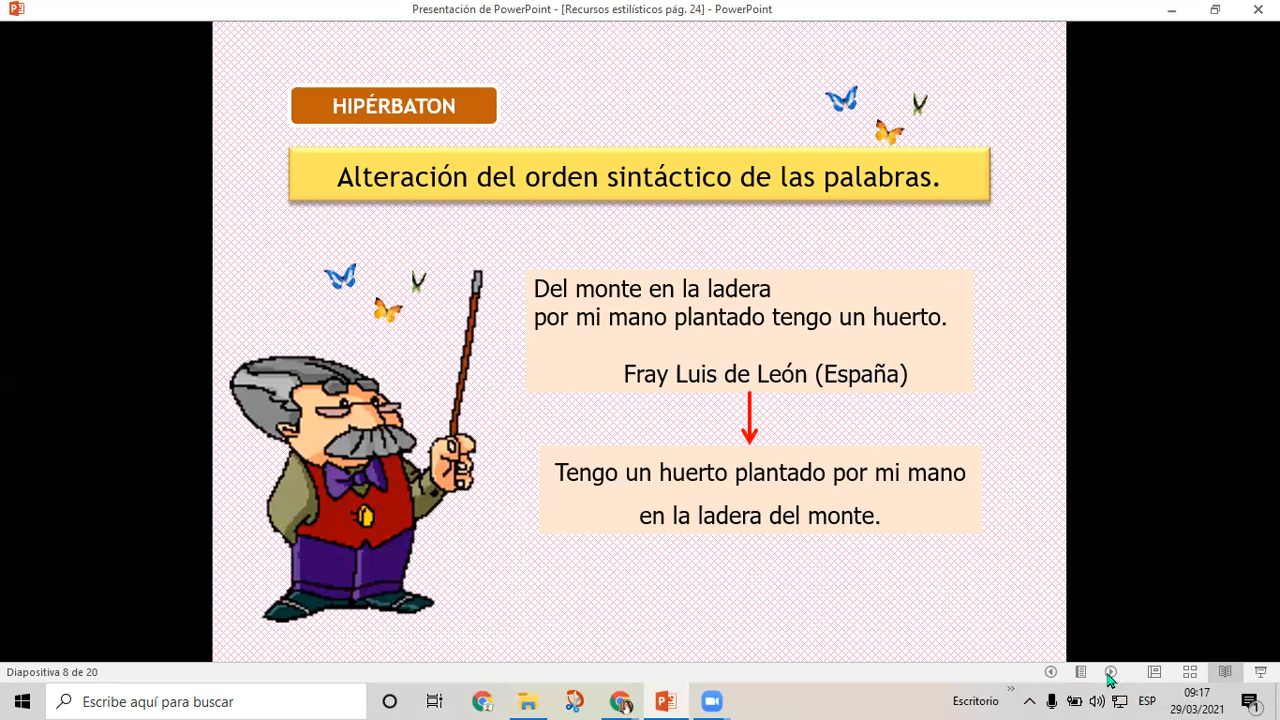 Presentación de PowerPoint - [Recursos estilísticos pág. 24] - PowerPoint
HIPÉRBATON
Alteración del orden sintáctico de las palabras.
Del monte en la ladera
por mi mano plantado tengo un huerto.
Fray Luis de León (España)
Tengo un huerto plantado por mi mano
en la ladera del monte.
Diapositiva 8 de 20
Escribe aquí para buscar
Escritorio
ESP
09:17
29/03/2021
1